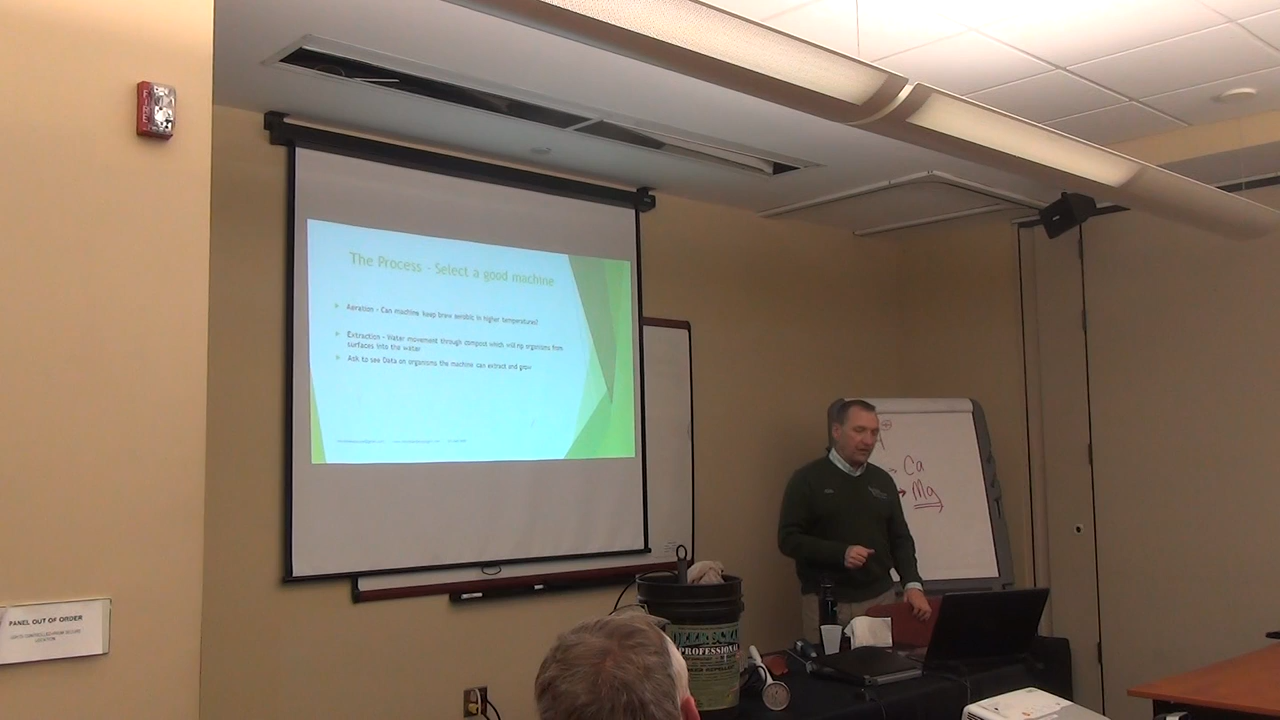 FIRE
The Process - Select a good machine
Aeration - Can machine keep brew aerobic in higher temperatures?
Extraction - Water movement through compost which will rip organisms from
surfaces into the water
Ask to see Data on organisms the machine can extract and grow
Ca
Mg
PROFESSIONAL
PANEL OUT OF ORDER
LOCATION